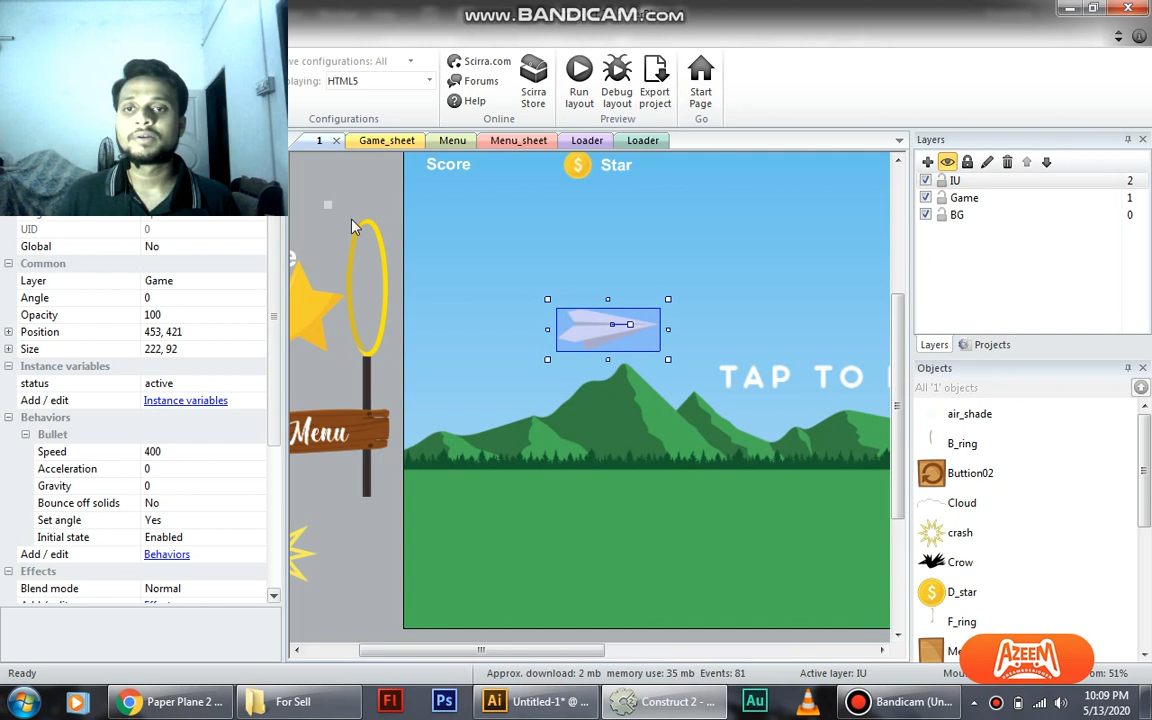 www.BANDICAM.com
ve configurations: All
playing: HTML5
Configurations
Scirra.com
Forums
Help
Scirra Store
Online
Run layout
Debug layout
Export project
Preview
Start Page
Go
1 × Game_sheet Menu Menu_sheet Loader Loader
UID 0
Global No
Common
Layer Game
Angle 0
Opacity 100
Position 453, 421
Size 222, 92
Instance variables
status active
Add / edit Instance variables
Behaviors
Bullet
Speed 400
Acceleration 0
Gravity 0
Bounce off solids No
Set angle Yes
Initial state Enabled
Add / edit Behaviors
Effects
Blend mode Normal
Score
$ Star
TAP TO
Menu
Layers
IU 2
Game 1
BG 0
Layers Projects
Objects
All '1' objects
air_shade
B_ring
Buttion02
Cloud
crash
Crow
$ D_star
F_ring
AZEEM
Ready
Approx. download: 2 mb memory use: 35 mb Events: 81
Active layer: IU
Mou
om: 51%
Paper Plane 2 ...
For Sell
Fl
Ps
Ai Untitled-1* @ ...
Construct 2 - ...
Au
Bandicam (Un...
10:09 PM
5/13/2020